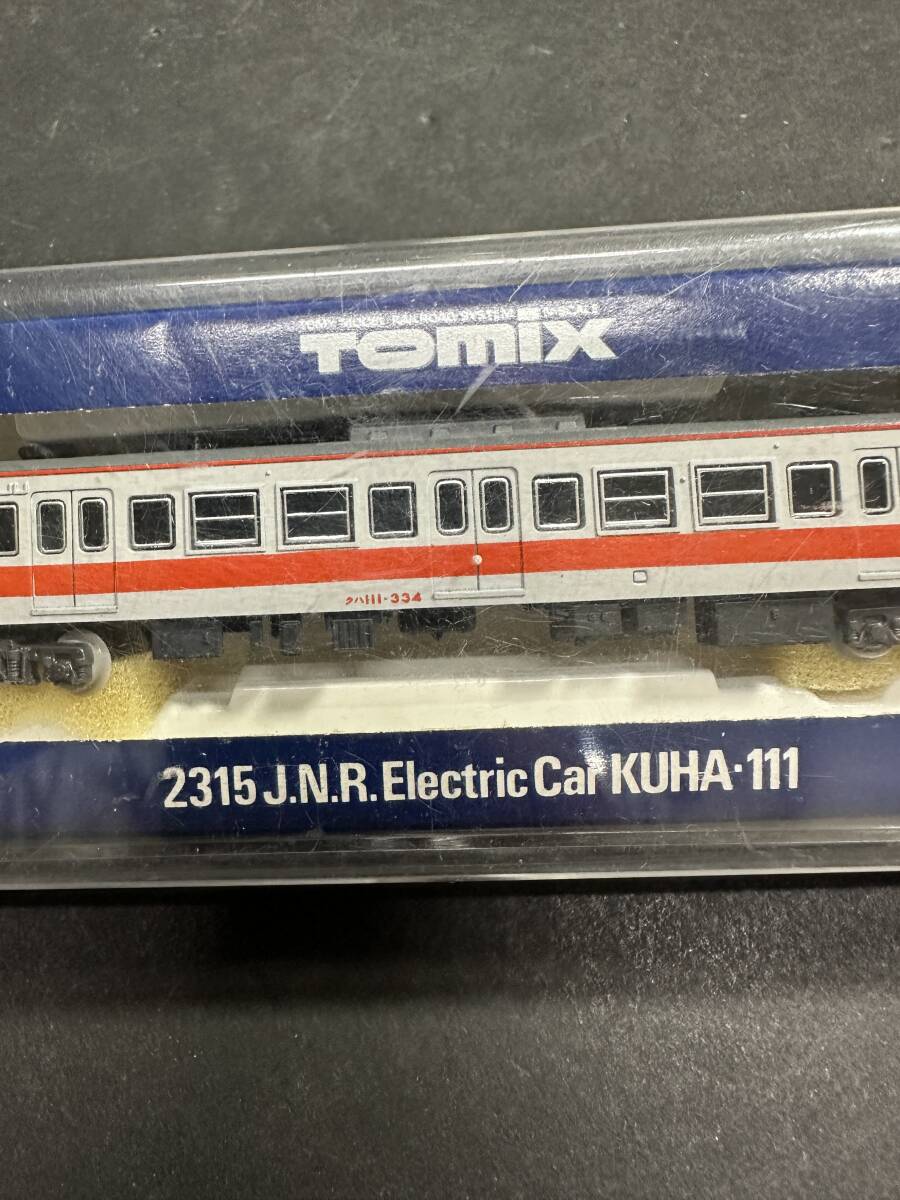 TOMIX
クハ111-334
2315 J.N.R. Electric Car KUHA·111